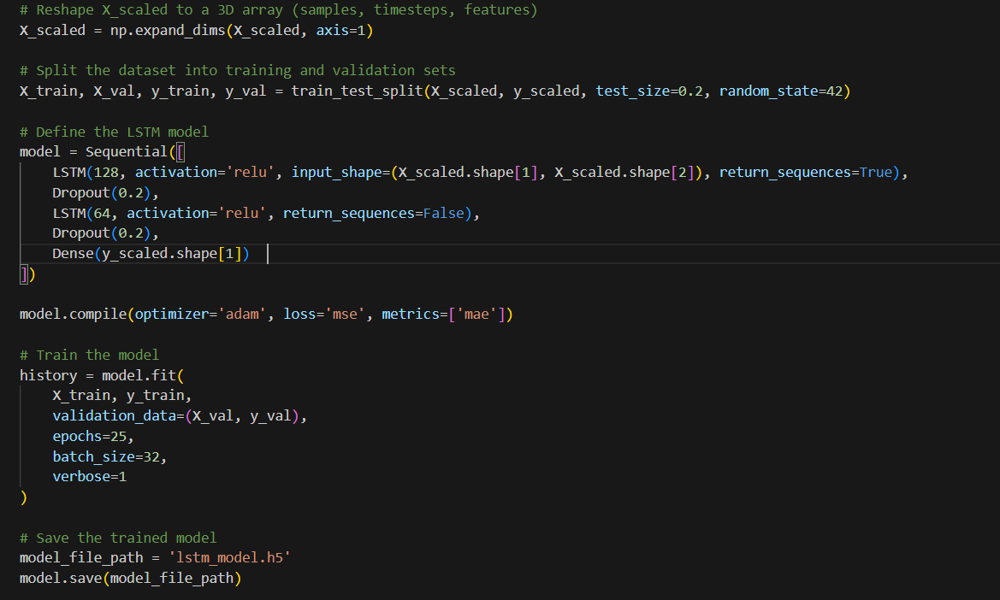 # Reshape X_scaled to a 3D array (samples, timesteps, features)
X_scaled = np.expand_dims(X_scaled, axis=1)
# Split the dataset into training and validation sets
X_train, X_val, y_train, y_val = train_test_split(X_scaled, y_scaled, test_size=0.2, random_state=42)
# Define the LSTM model
model = Sequential([
    LSTM(128, activation='relu', input_shape=(X_scaled.shape[1], X_scaled.shape[2]), return_sequences=True),
    Dropout(0.2),
    LSTM(64, activation='relu', return_sequences=False),
    Dropout(0.2),
    Dense(y_scaled.shape[1])
])
model.compile(optimizer='adam', loss='mse', metrics=['mae'])
# Train the model
history = model.fit(
    X_train, y_train,
    validation_data=(X_val, y_val),
    epochs=25,
    batch_size=32,
    verbose=1
)
# Save the trained model
model_file_path = 'lstm_model.h5'
model.save(model_file_path)